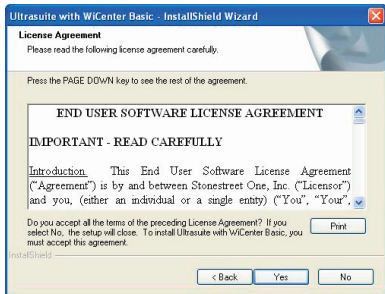 Ultrasuite with WiCenter Basic - InstallShield Wizard
License Agreement
Please read the following license agreement carefully.
Press the PAGE DOWN key to see the rest of the agreement.
END USER SOFTWARE LICENSE AGREEMENT
IMPORTANT - READ CAREFULLY
Introduction. This End User Software License Agreement
("Agreement") is by and between Stonestreet One, Inc. ("Licensor")
and you, (either an individual or a single entity) ("You", "Your",
Do you accept all the terms of the preceding License Agreement? If you
select No, the setup will close. To install Ultrasuite with WiCenter Basic, you
must accept this agreement.
Print
InstallShield
< Back
Yes
No